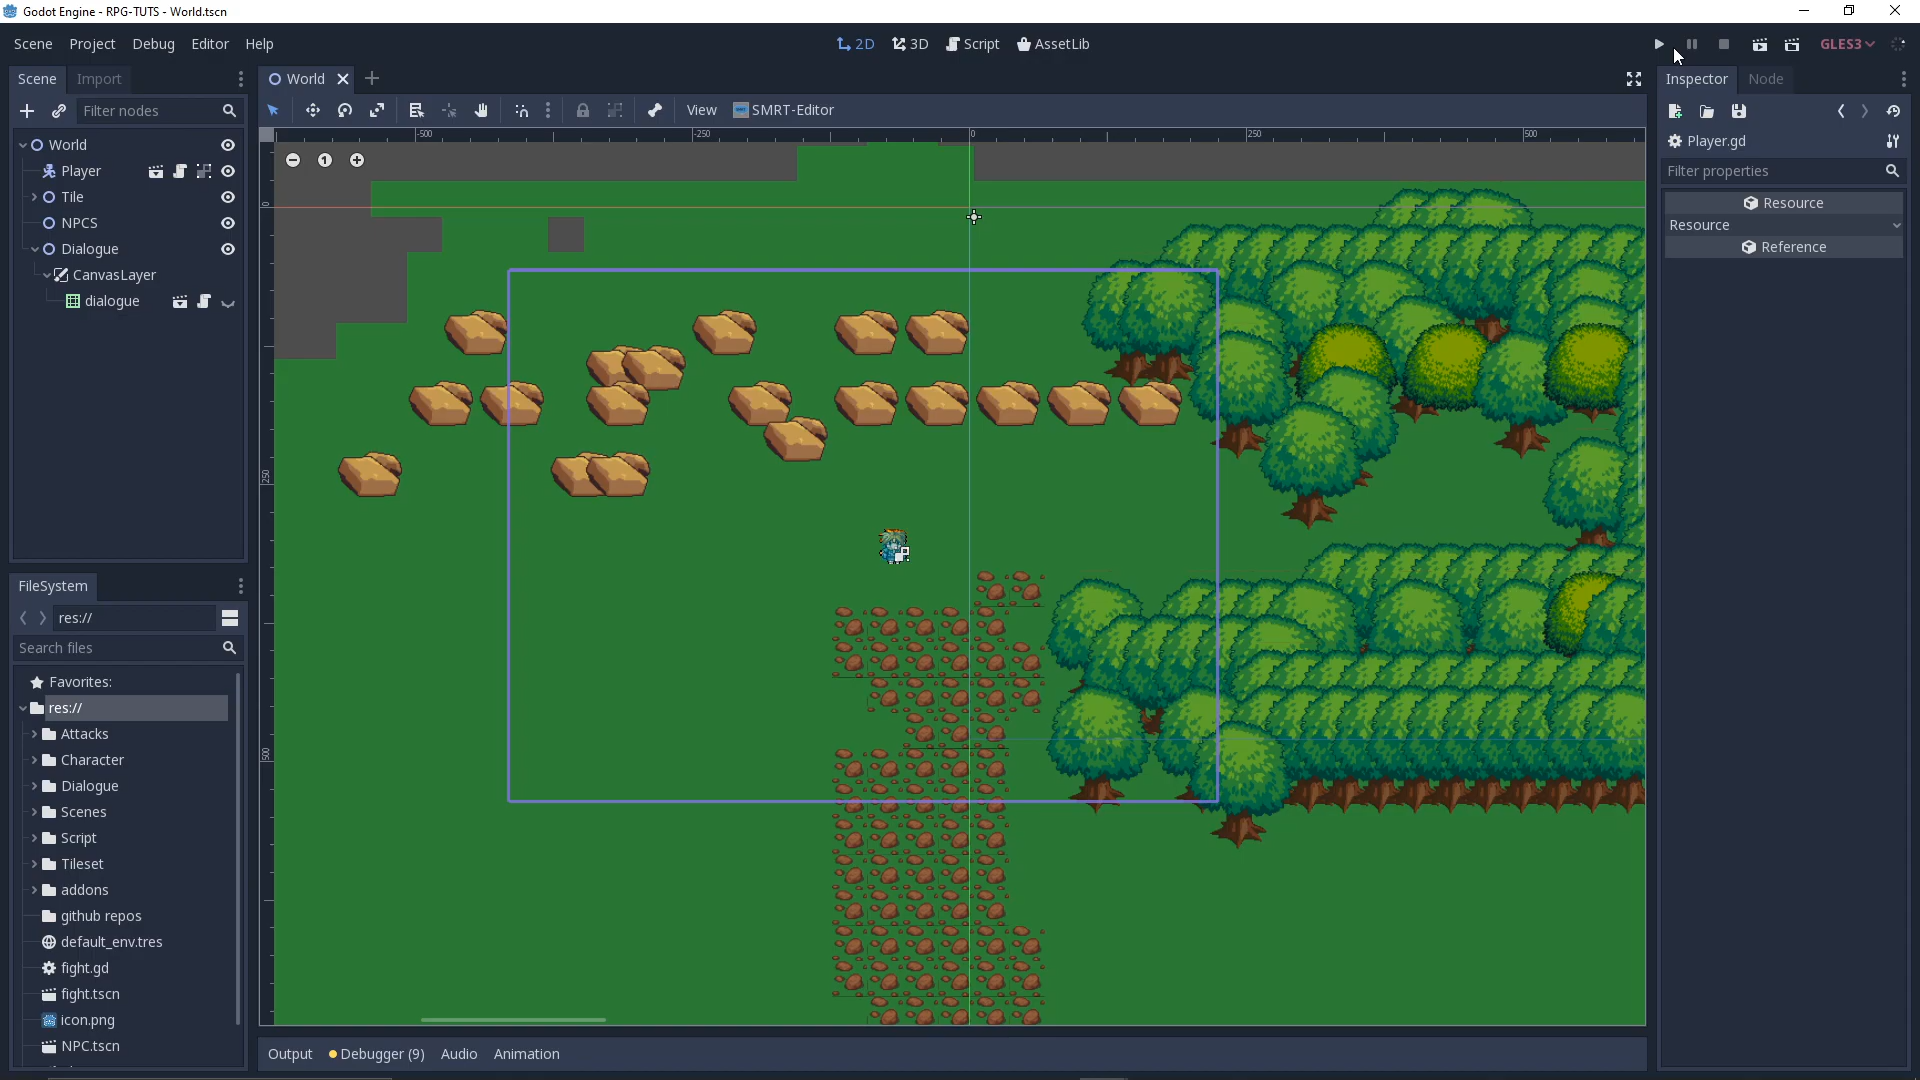 Godot Engine - RPG-TUTS - World.tscn
Scene Project Debug Editor Help
2D 3D Script AssetLib
GLES3
Scene Import
World
Inspector Node
Filter nodes
View SMRT-Editor
World
Player
Tile
NPCS
Dialogue
CanvasLayer
dialogue
-500 -250 0 250 500
1
0
250
500
Player.gd
Filter properties
Resource
Resource
Reference
FileSystem
res://
Search files
Favorites:
res://
Attacks
Character
Dialogue
Scenes
Script
Tileset
addons
github repos
default_env.tres
fight.gd
fight.tscn
icon.png
NPC.tscn
Output Debugger (9) Audio Animation